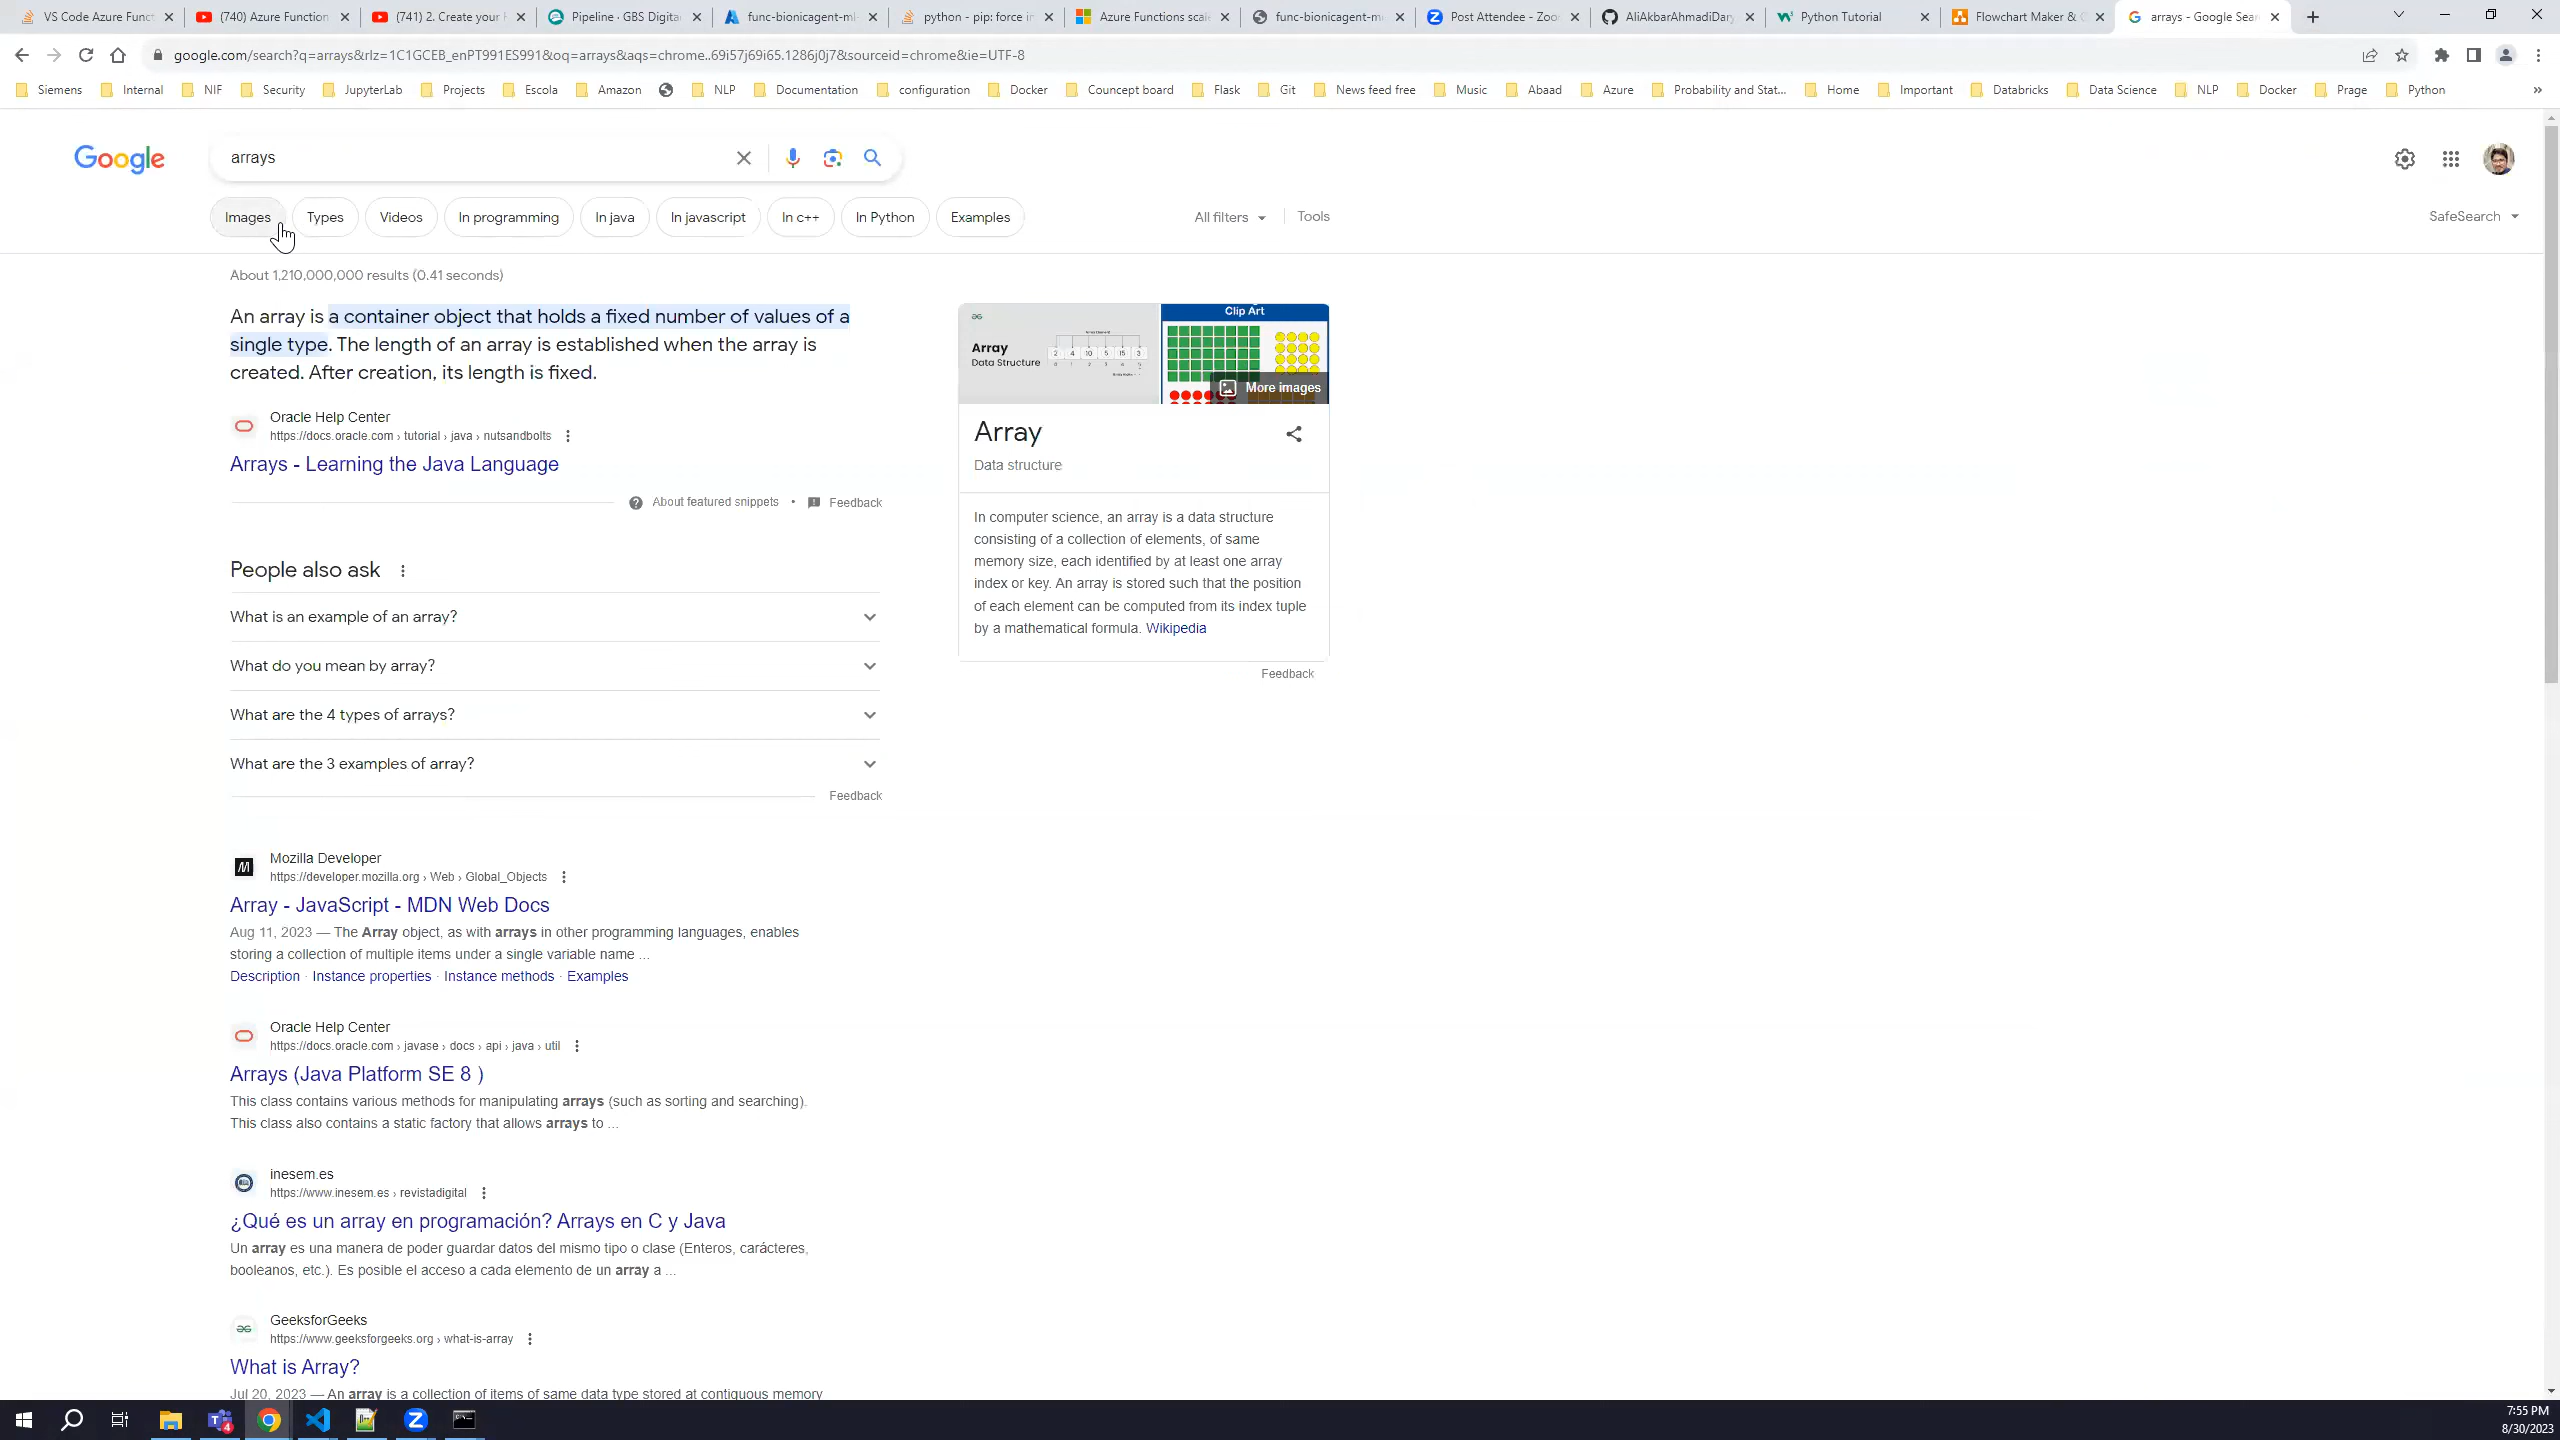 VS Code Azure Funct
(740) Azure Function
(741) 2. Create your F
Pipeline · GBS Digita
func-bionicagent-ml-
python - pip: force in
Azure Functions scale
func-bionicagent-m
Post Attendee - Zoo
AliAkbarAhmadiDary
Python Tutorial
Flowchart Maker & O
arrays - Google Sear
google.com/search?q=arrays&rlz=1C1GCEB_enPT991ES991&oq=arrays&aqs=chrome..69i57j69i65.1286j0j7&sourceid=chrome&ie=UTF-8
Siemens Internal NIF Security JupyterLab Projects Escola Amazon NLP Documentation configuration Docker Councept board Flask Git News feed free Music Abaad Azure Probability and Stat... Home Important Databricks Data Science NLP Docker Prage Python »
Google
arrays
Images Types Videos In programming In java In javascript In c++ In Python Examples
All filters Tools
SafeSearch
About 1,210,000,000 results (0.41 seconds)
An array is a container object that holds a fixed number of values of a
single type. The length of an array is established when the array is
created. After creation, its length is fixed.
Oracle Help Center
https://docs.oracle.com › tutorial › java › nutsandbolts
Arrays - Learning the Java Language
About featured snippets • Feedback
People also ask
What is an example of an array?
What do you mean by array?
What are the 4 types of arrays?
What are the 3 examples of array?
Feedback
Mozilla Developer
https://developer.mozilla.org › Web › Global_Objects
Array - JavaScript - MDN Web Docs
Aug 11, 2023 — The Array object, as with arrays in other programming languages, enables
storing a collection of multiple items under a single variable name ...
Description · Instance properties · Instance methods · Examples
Oracle Help Center
https://docs.oracle.com › javase › docs › api › java › util
Arrays (Java Platform SE 8 )
This class contains various methods for manipulating arrays (such as sorting and searching).
This class also contains a static factory that allows arrays to ...
inesem.es
https://www.inesem.es › revistadigital
¿Qué es un array en programación? Arrays en C y Java
Un array es una manera de poder guardar datos del mismo tipo o clase (Enteros, carácteres,
booleanos, etc.). Es posible el acceso a cada elemento de un array a ...
GeeksforGeeks
https://www.geeksforgeeks.org › what-is-array
What is Array?
Jul 20, 2023 — An array is a collection of items of same data type stored at contiguous memory
Array
Data Structure
2 4 10 5 15 3
Clip Art
More images
Array
Data structure
In computer science, an array is a data structure
consisting of a collection of elements, of same
memory size, each identified by at least one array
index or key. An array is stored such that the position
of each element can be computed from its index tuple
by a mathematical formula. Wikipedia
Feedback
4
7:55 PM
8/30/2023